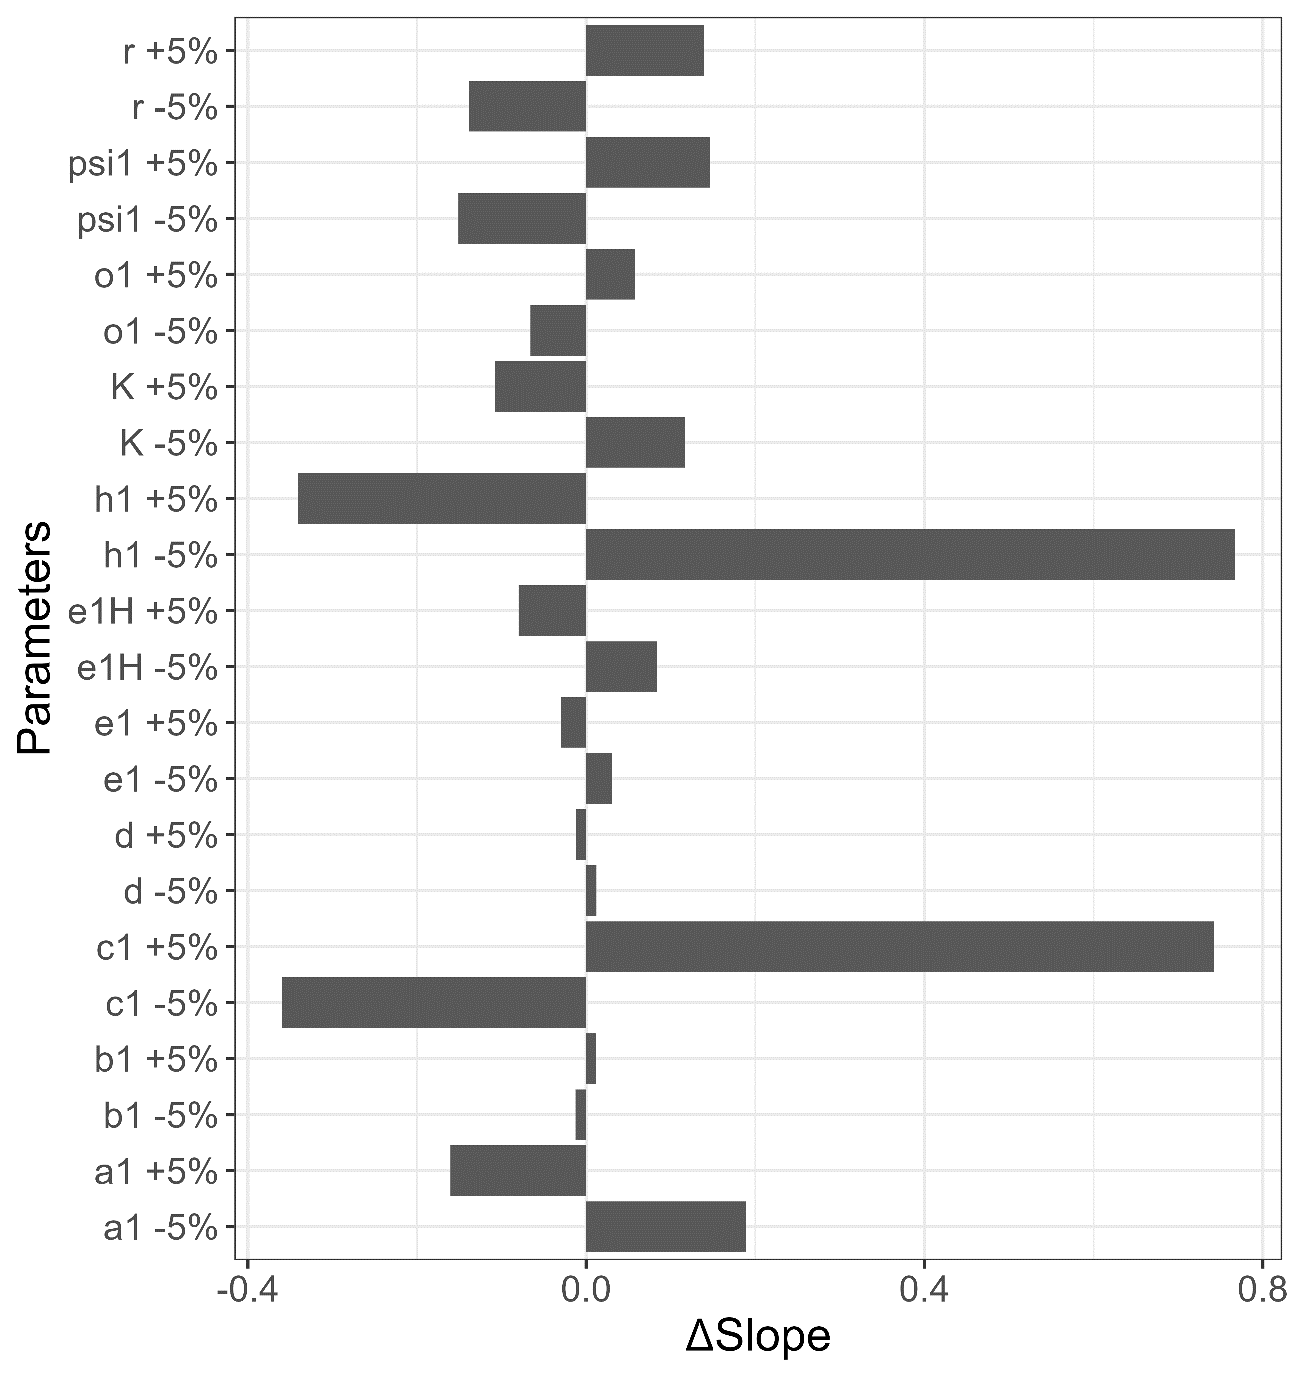 r +5%
r -5%
psi1 +5%
psi1 -5%
o1 +5%
o1 -5%
K +5%
K -5%
h1 +5%
h1 -5%
e1H +5%
e1H -5%
e1 +5%
e1 -5%
d +5%
d -5%
c1 +5%
c1 -5%
b1 +5%
b1 -5%
a1 +5%
a1 -5%
Parameters
-0.4 0.0 0.4 0.8
ΔSlope